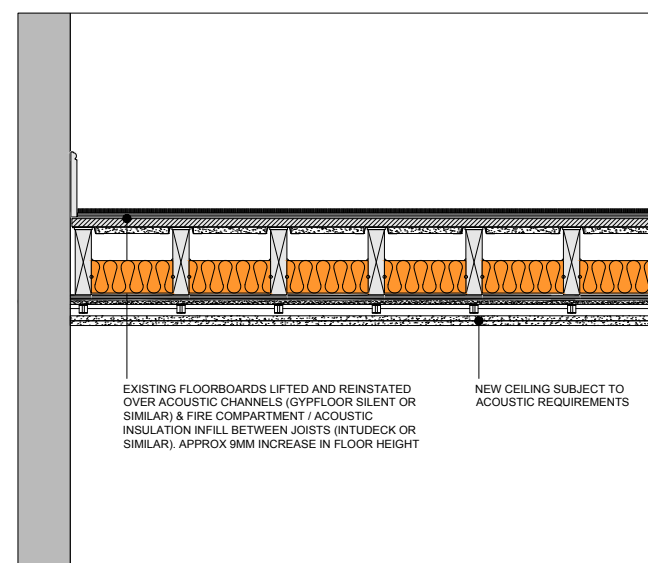 EXISTING FLOORBOARDS LIFTED AND REINSTATED
OVER ACOUSTIC CHANNELS (GYPFLOOR SILENT OR
SIMILAR) & FIRE COMPARTMENT / ACOUSTIC
INSULATION INFILL BETWEEN JOISTS (INTUDECK OR
SIMILAR). APPROX 9MM INCREASE IN FLOOR HEIGHT
NEW CEILING SUBJECT TO
ACOUSTIC REQUIREMENTS